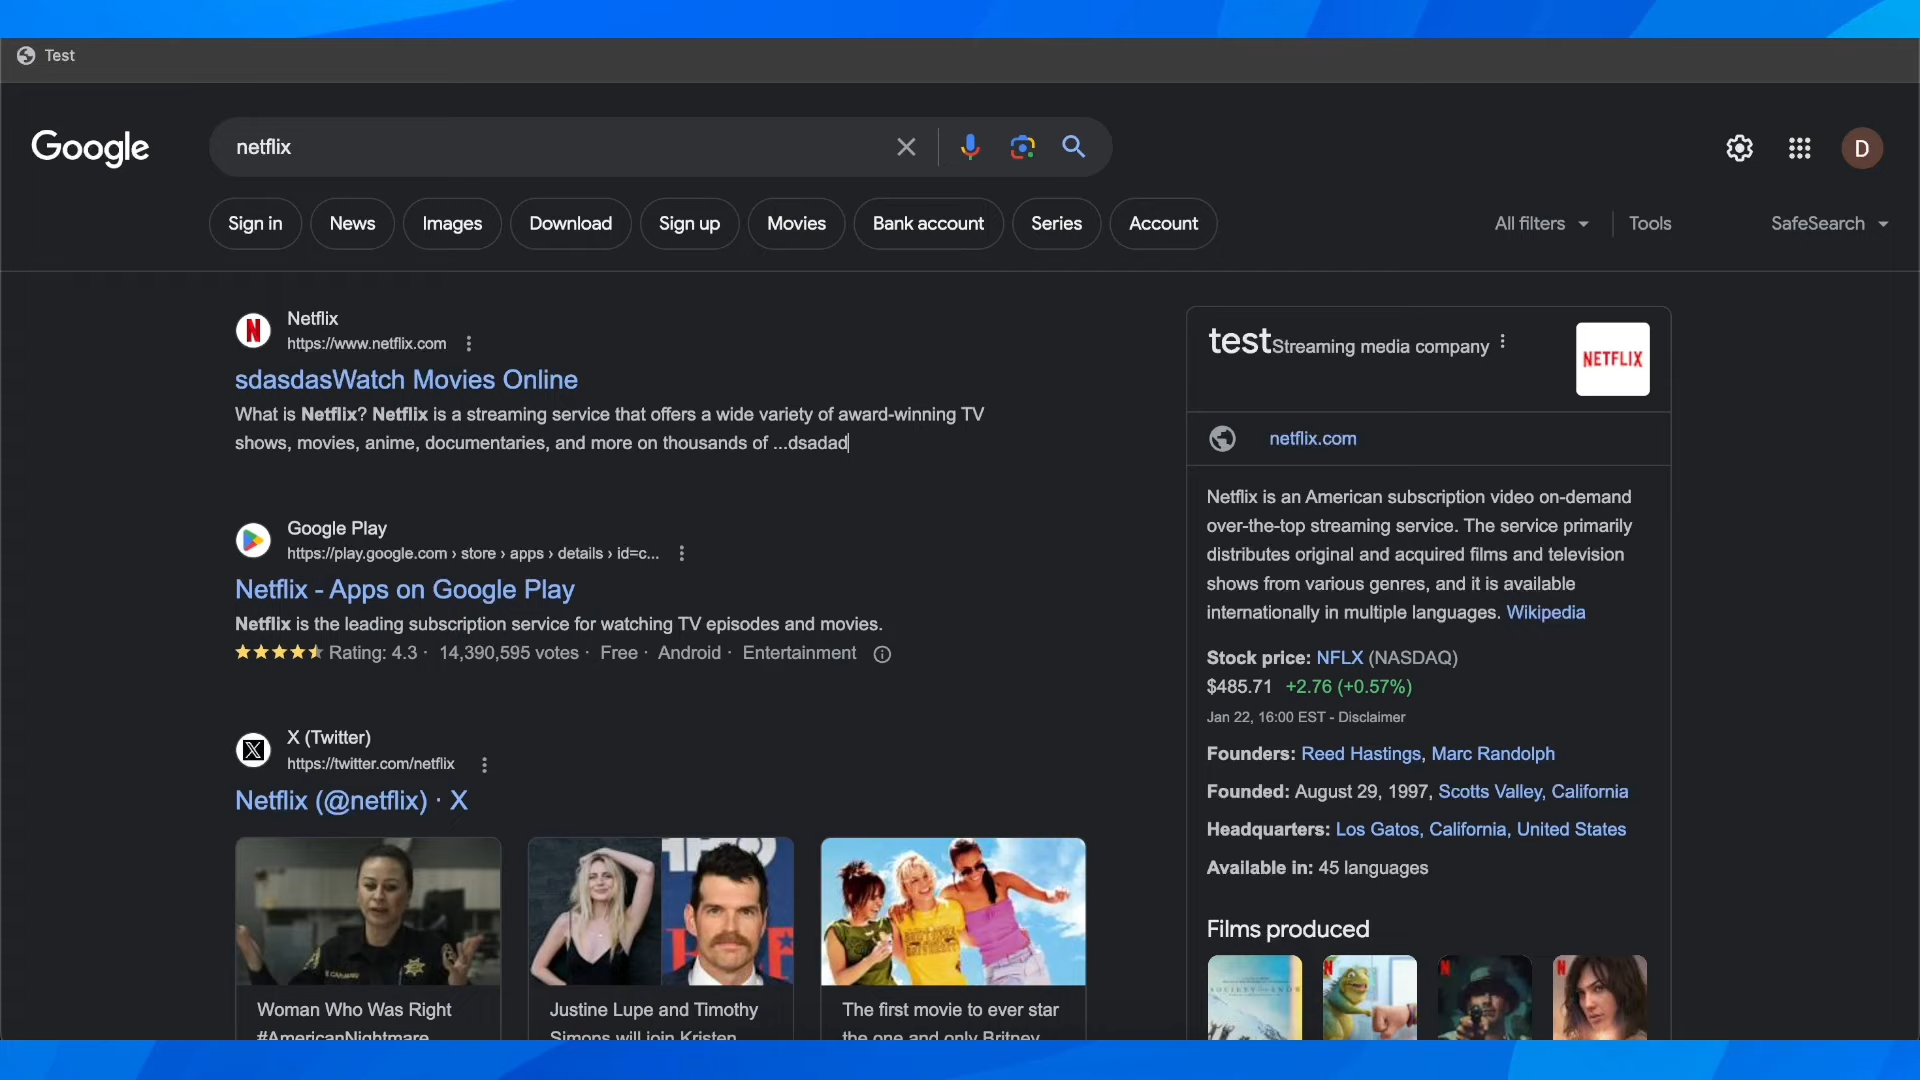 Test
Google
netflix
D
Sign in
News
Images
Download
Sign up
Movies
Bank account
Series
Account
All filters
Tools
SafeSearch
Netflix
https://www.netflix.com
sdasdasWatch Movies Online
What is Netflix? Netflix is a streaming service that offers a wide variety of award-winning TV
shows, movies, anime, documentaries, and more on thousands of ...dsadad
Google Play
https://play.google.com › store › apps › details › id=c...
Netflix - Apps on Google Play
Netflix is the leading subscription service for watching TV episodes and movies.
Rating: 4.3 · 14,390,595 votes · Free · Android · Entertainment
X (Twitter)
https://twitter.com/netflix
Netflix (@netflix) · X
Woman Who Was Right
#AmericanNightmare
Justine Lupe and Timothy
Simons will join Kristen
The first movie to ever star
the one and only Britney
testStreaming media company
NETFLIX
netflix.com
Netflix is an American subscription video on-demand
over-the-top streaming service. The service primarily
distributes original and acquired films and television
shows from various genres, and it is available
internationally in multiple languages. Wikipedia
Stock price: NFLX (NASDAQ)
$485.71 +2.76 (+0.57%)
Jan 22, 16:00 EST - Disclaimer
Founders: Reed Hastings, Marc Randolph
Founded: August 29, 1997, Scotts Valley, California
Headquarters: Los Gatos, California, United States
Available in: 45 languages
Films produced